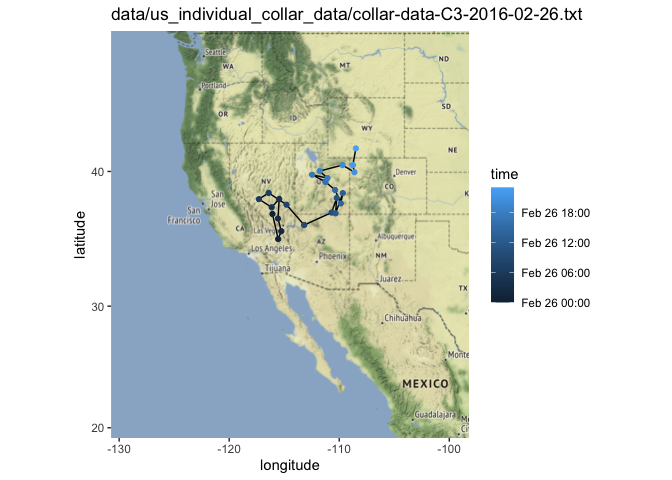 data/us_individual_collar_data/collar-data-C3-2016-02-26.txt
Seattle
WA
MT
ND
Portland
OR
ID
SD
WY
NE
NV
Denver
CO
San Francisco
San Jose
CA
Las Vegas
Los Angeles
AZ
Albuquerque
Phoenix
NM
Tijuana
Juarez
TX
Chihuahua
Monte
MEXICO
Guadalajara
Ci
40
30
20
-130
-120
-110
-100
latitude
longitude
time
Feb 26 18:00
Feb 26 12:00
Feb 26 06:00
Feb 26 00:00